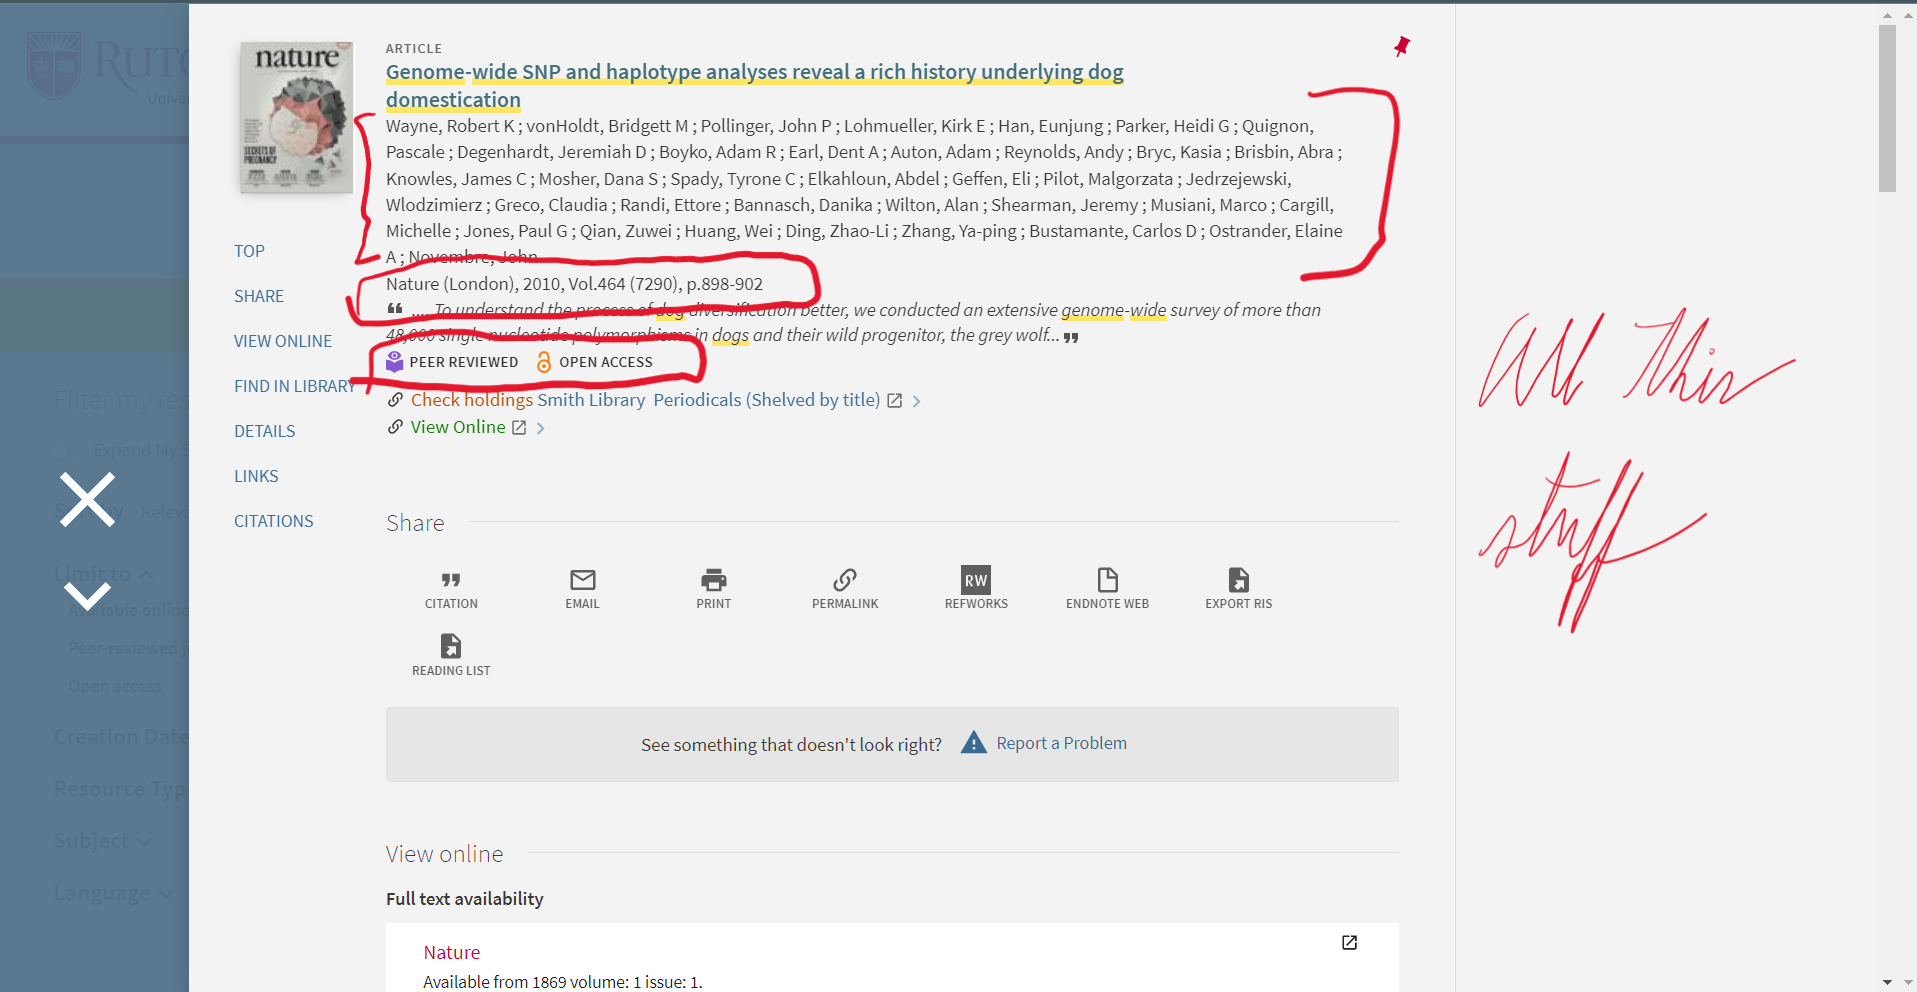 RUTG
Univer
nature
SECRETS OF
PREGNANCY
ARTICLE
Genome-wide SNP and haplotype analyses reveal a rich history underlying dog
domestication
Wayne, Robert K ; vonHoldt, Bridgett M ; Pollinger, John P ; Lohmueller, Kirk E ; Han, Eunjung ; Parker, Heidi G ; Quignon,
Pascale ; Degenhardt, Jeremiah D ; Boyko, Adam R ; Earl, Dent A ; Auton, Adam ; Reynolds, Andy ; Bryc, Kasia ; Brisbin, Abra ;
Knowles, James C ; Mosher, Dana S ; Spady, Tyrone C ; Elkahloun, Abdel ; Geffen, Eli ; Pilot, Malgorzata ; Jedrzejewski,
Wlodzimierz ; Greco, Claudia ; Randi, Ettore ; Bannasch, Danika ; Wilton, Alan ; Shearman, Jeremy ; Musiani, Marco ; Cargill,
Michelle ; Jones, Paul G ; Qian, Zuwei ; Huang, Wei ; Ding, Zhao-Li ; Zhang, Ya-ping ; Bustamante, Carlos D ; Ostrander, Elaine
A ; Novembre, John
Nature (London), 2010, Vol.464 (7290), p.898-902
“ .... To understand the process of dog diversification better, we conducted an extensive genome-wide survey of more than
48,000 single nucleotide polymorphisms in dogs and their wild progenitor, the grey wolf... ”
PEER REVIEWED OPEN ACCESS
Check holdings Smith Library Periodicals (Shelved by title)
View Online
TOP
SHARE
VIEW ONLINE
FIND IN LIBRARY
DETAILS
LINKS
CITATIONS
All this
stuff
Filter my res
Expand My S
Sort by Releva
Limit to
Available online
Peer-reviewed j
Open access
Creation Date
Resource Typ
Subject
Language
Share
CITATION EMAIL PRINT PERMALINK RW REFWORKS ENDNOTE WEB EXPORT RIS
READING LIST
See something that doesn't look right? Report a Problem
View online
Full text availability
Nature
Available from 1869 volume: 1 issue: 1.